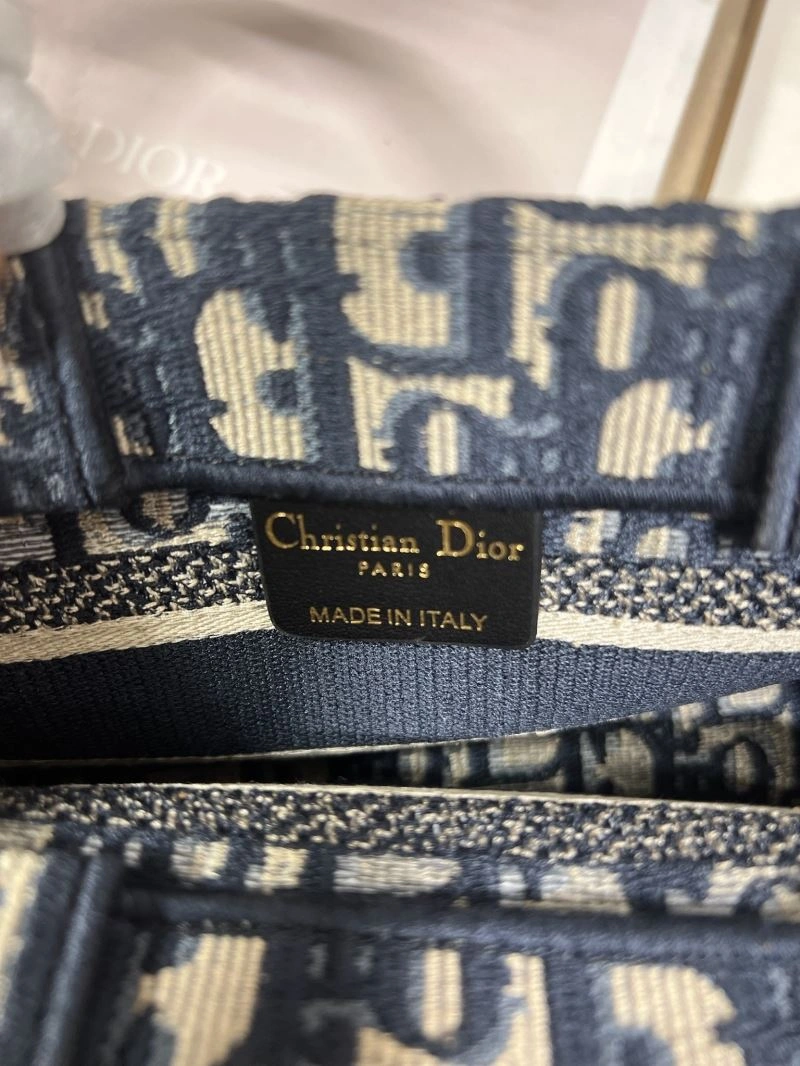 DIOR
Christian Dior
PARIS
MADE IN ITALY